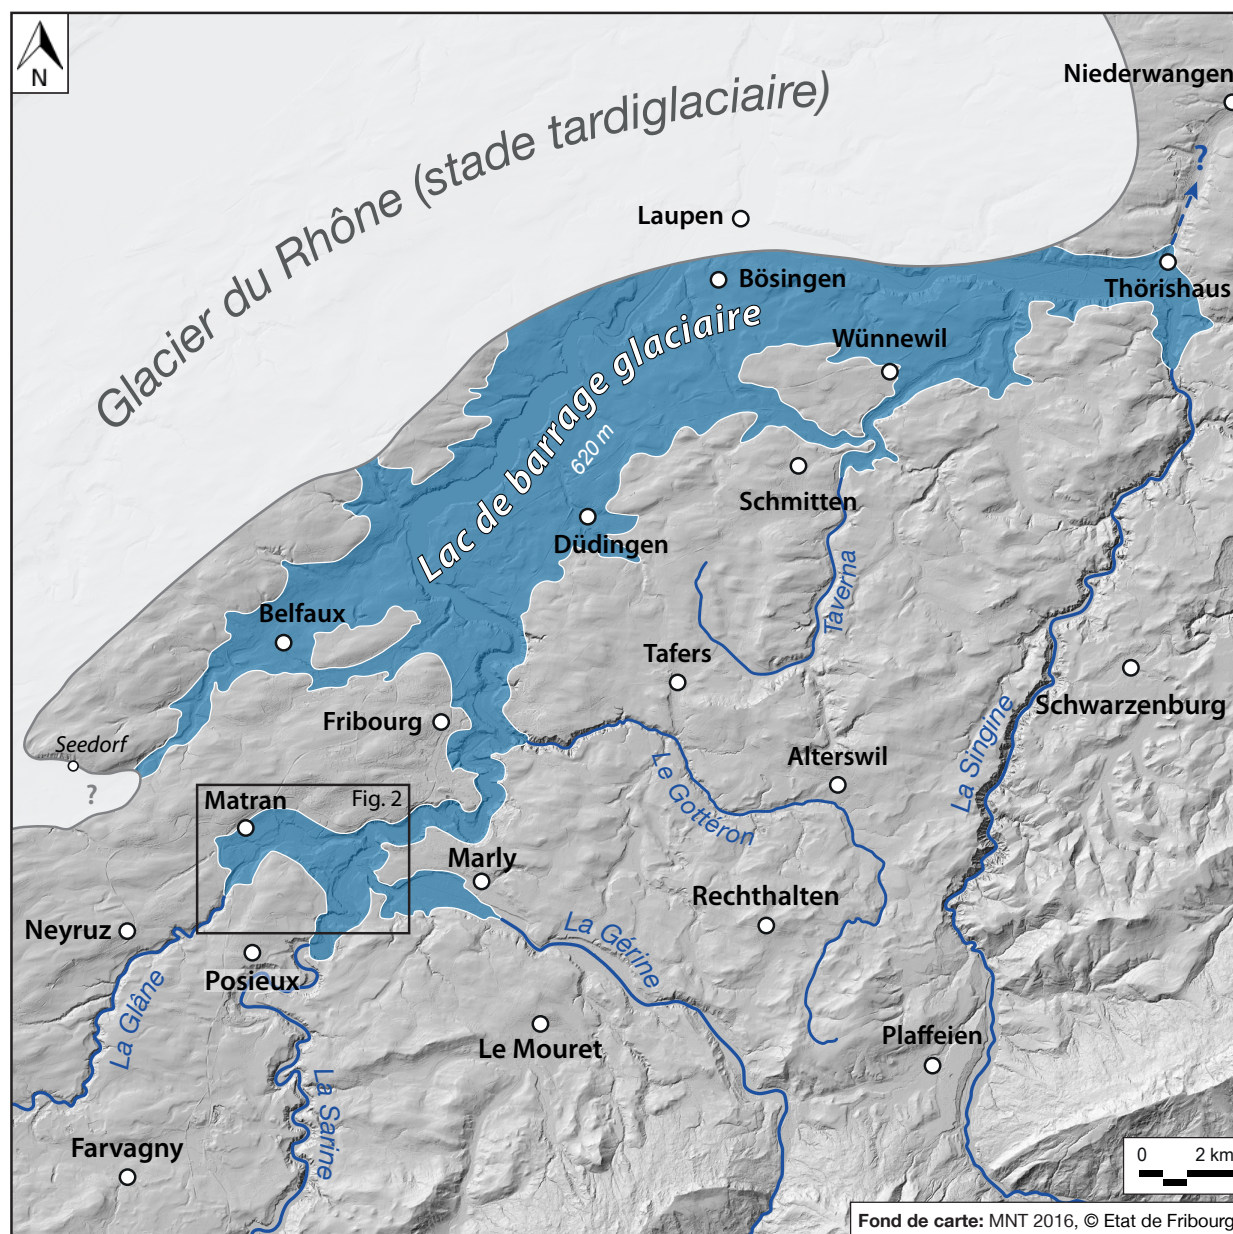 N
Niederwangen
Glacier du Rhône (stade tardiglaciaire)
?
Laupen
Thörishaus
Bösingen
Wünnewil
Lac de barrage glaciaire
620 m
Schmitten
Düdingen
Taverna
Belfaux
Tafers
Schwarzenburg
Fribourg
Seedorf
?
La Singine
Alterswil
Le Gottéron
Matran
Fig. 2
Marly
Rechthalten
Neyruz
La Gérine
Posieux
La Glâne
Le Mouret
Plaffeien
La Sarine
Farvagny
0 2 km
Fond de carte: MNT 2016, © Etat de Fribourg